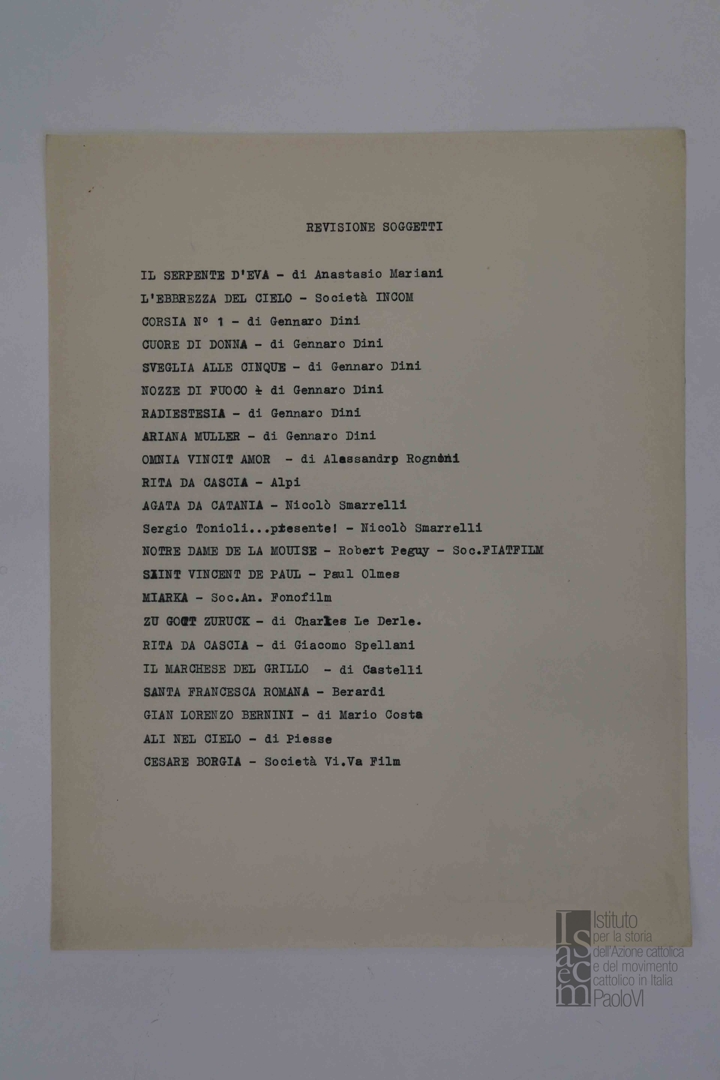 REVISIONE SOGGETTI
IL SERPENTE D'EVA - di Anastasio Mariani
L'EBBREZZA DEL CIELO - Società INCOM
CORSIA N° 1 - di Gennaro Dini
CUORE DI DONNA - di Gennaro Dini
SVEGLIA ALLE CINQUE - di Gennaro Dini
NOZZE DI FUOCO - di Gennaro Dini
RADIESTESIA - di Gennaro Dini
ARIANA MULLER - di Gennaro Dini
OMNIA VINCIT AMOR - di Alessandrp Rognoni
RITA DA CASCIA - Alpi
AGATA DA CATANIA - Nicolò Smarrelli
Sergio Tonioli...presente! - Nicolò Smarrelli
NOTRE DAME DE LA MOUISE - Robert Peguy - Soc.FIATFILM
SAINT VINCENT DE PAUL - Paul Olmes
MIARKA - Soc.An. Fonofilm
ZU GOTT ZURUCK - di Charles Le Derle.
RITA DA CASCIA - di Giacomo Spellani
IL MARCHESE DEL GRILLO - di Castelli
SANTA FRANCESCA ROMANA - Berardi
GIAN LORENZO BERNINI - di Mario Costa
ALI NEL CIELO - di Piesse
CESARE BORGIA - Società Vi.Va Film
Isacem
Istituto
per la storia
dell'Azione cattolica
e del movimento
cattolico in Italia
PaoloVI